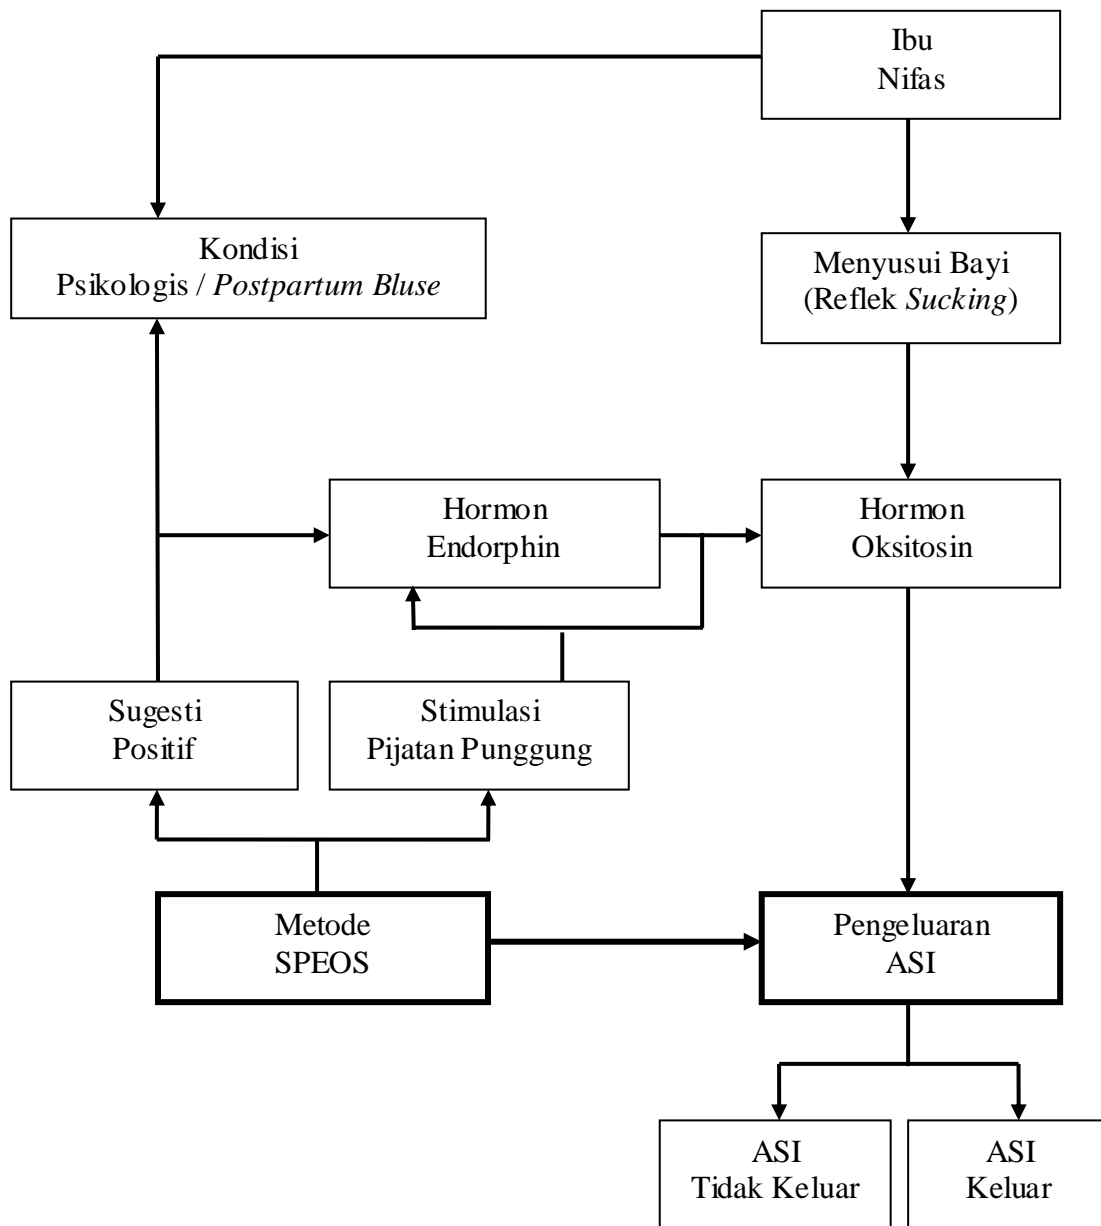 Ibu
Nifas
Kondisi
Psikologis / Postpartum Bluse
Menyusui Bayi
(Reflek Sucking)
Hormon
Endorphin
Hormon
Oksitosin
Sugesti
Positif
Stimulasi
Pijatan Punggung
Metode
SPEOS
Pengeluaran
ASI
ASI
Tidak Keluar
ASI
Keluar